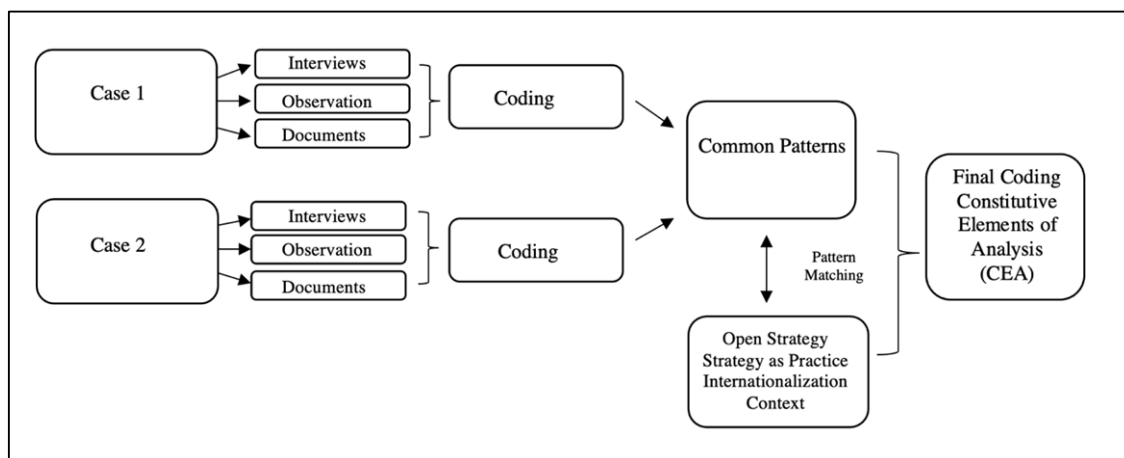 Case 1
Interviews
Observation
Documents
Coding
Case 2
Interviews
Observation
Documents
Coding
Common Patterns
Pattern
Matching
Open Strategy
Strategy as Practice
Internationalization
Context
Final Coding
Constitutive
Elements of
Analysis
(CEA)